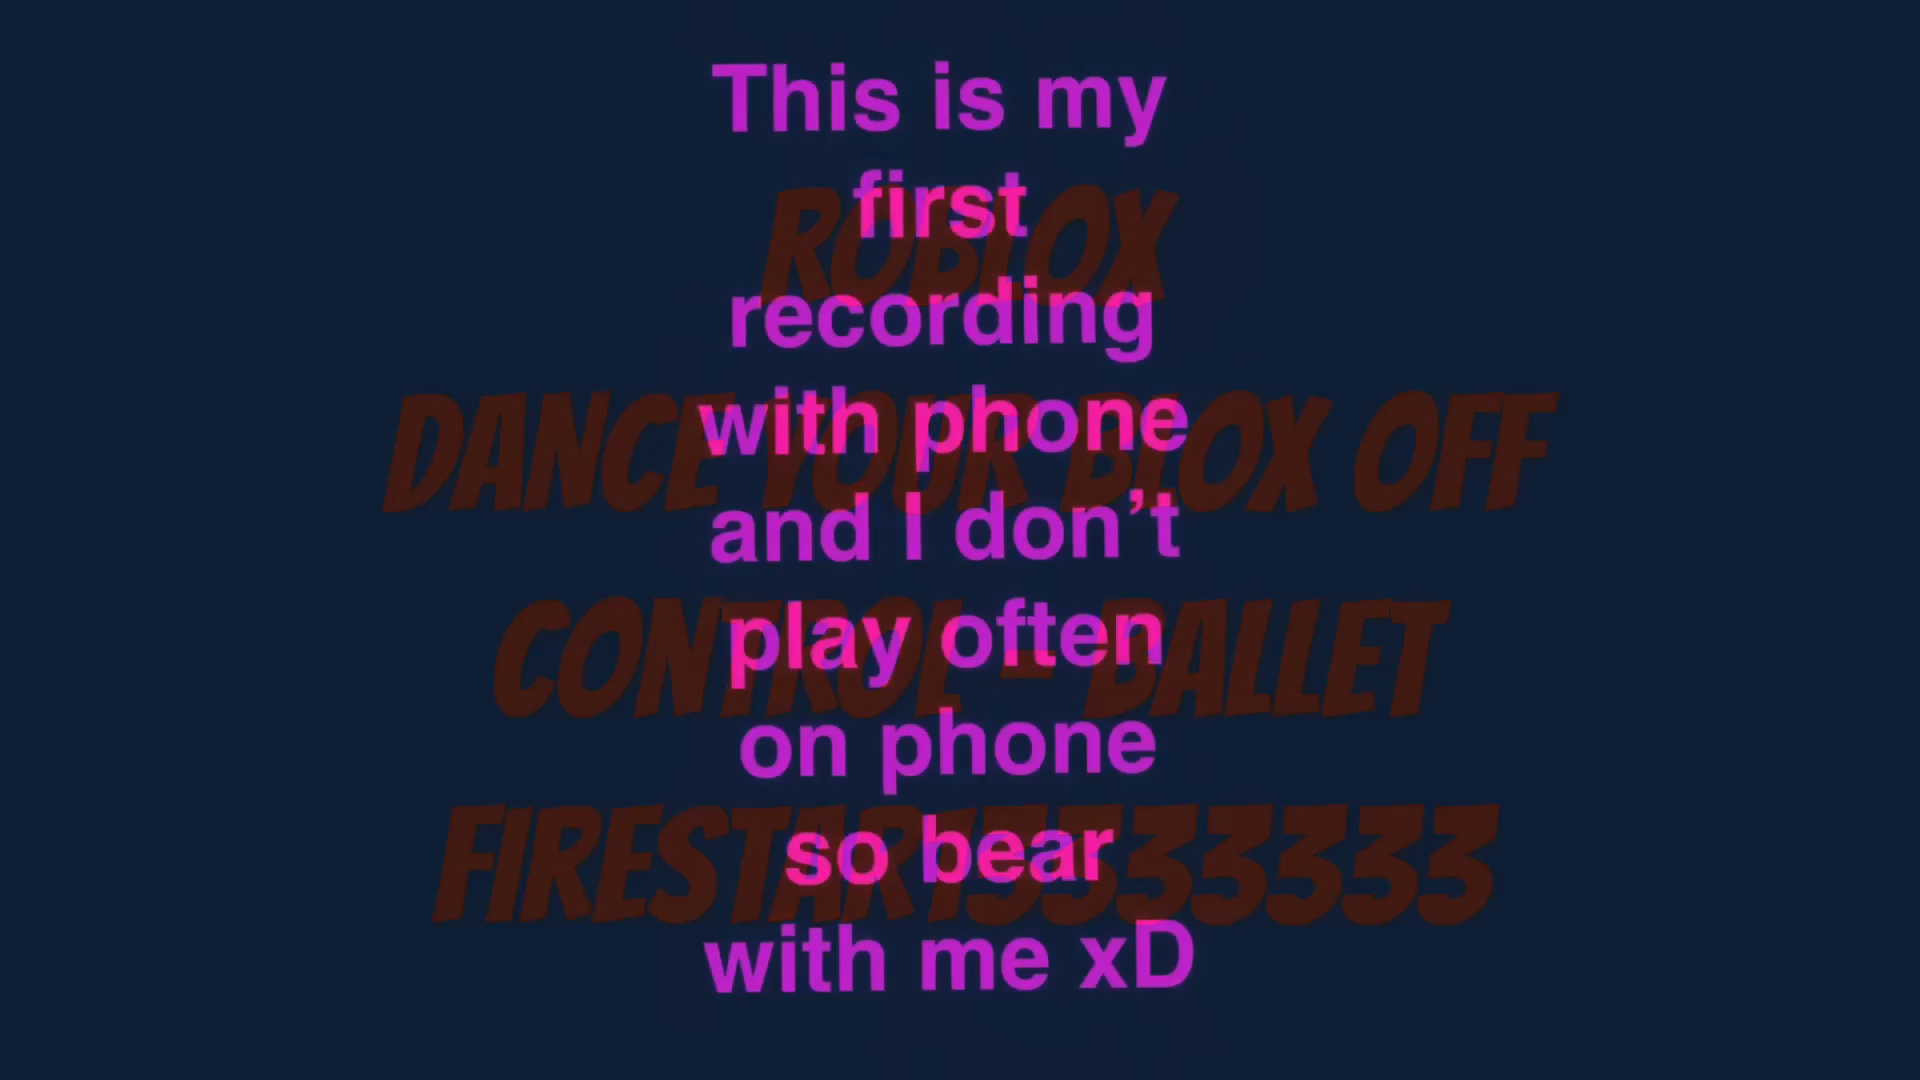 This is my
first
recording
with phone
and I don't
play often
on phone
so bear
with me xD
ROBLOX
DANCE YOUR BLOX OFF
CONTROL - BALLET